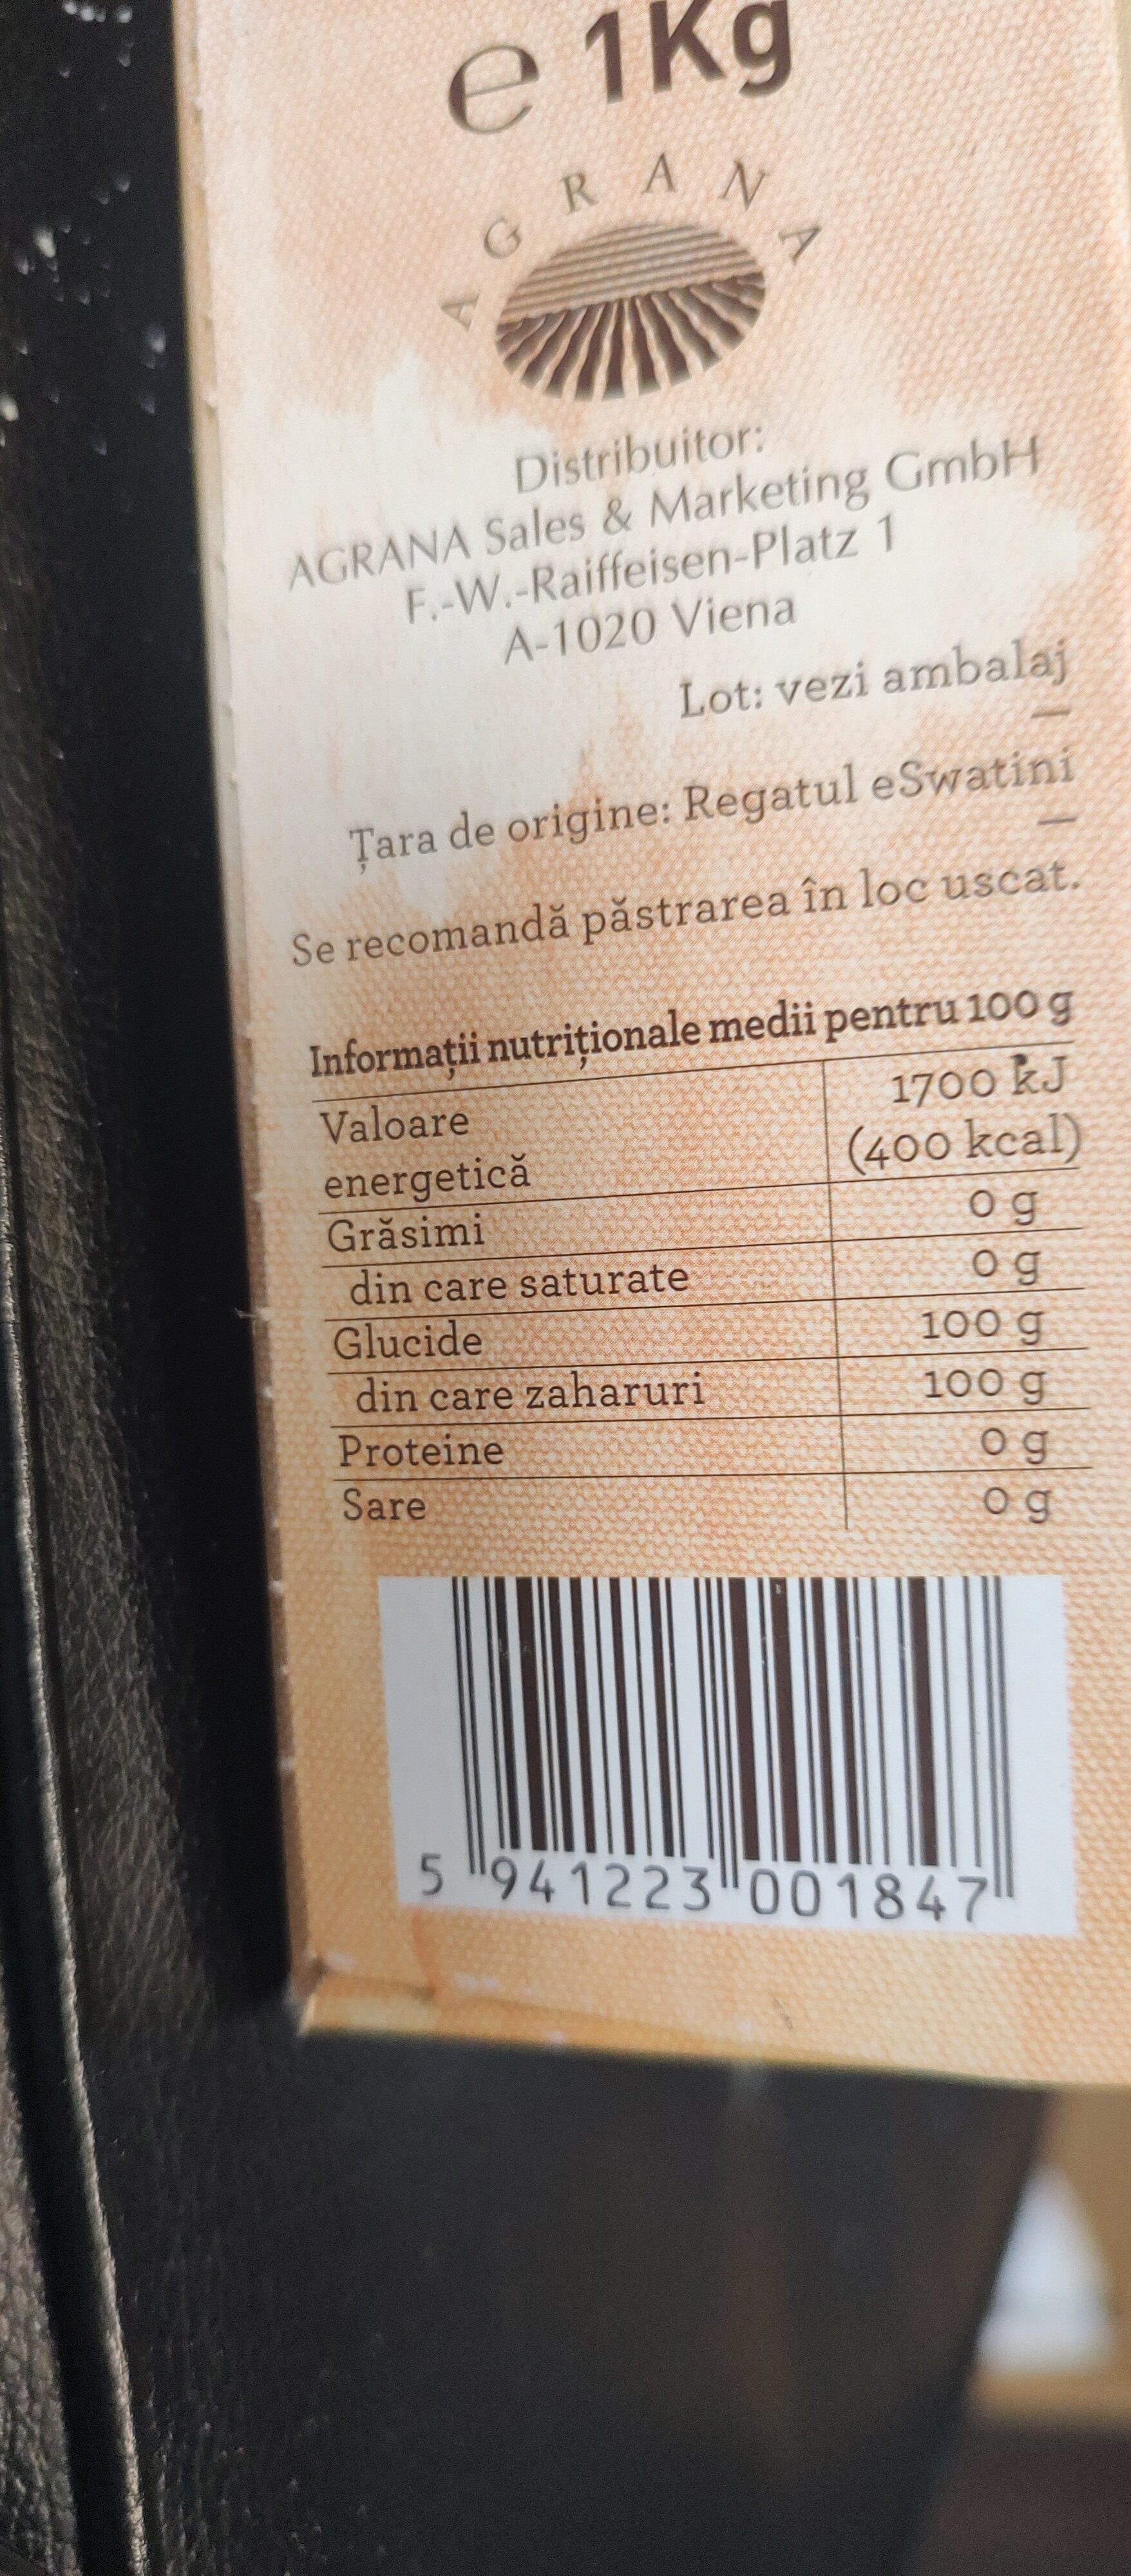 e 1Kg
AGRANA
Distribuitor:
AGRANA Sales & Marketing GmbH
F.-W.-Raiffeisen-Platz 1
A-1020 Viena
Lot: vezi ambalaj
—
Țara de origine: Regatul eSwatini
—
Se recomandă păstrarea în loc uscat.
Informații nutriționale medii pentru 100 g
Valoare 1700 kJ
energetică (400 kcal)
Grăsimi 0 g
din care saturate 0 g
Glucide 100 g
din care zaharuri 100 g
Proteine 0 g
Sare 0 g
5 941223 001847